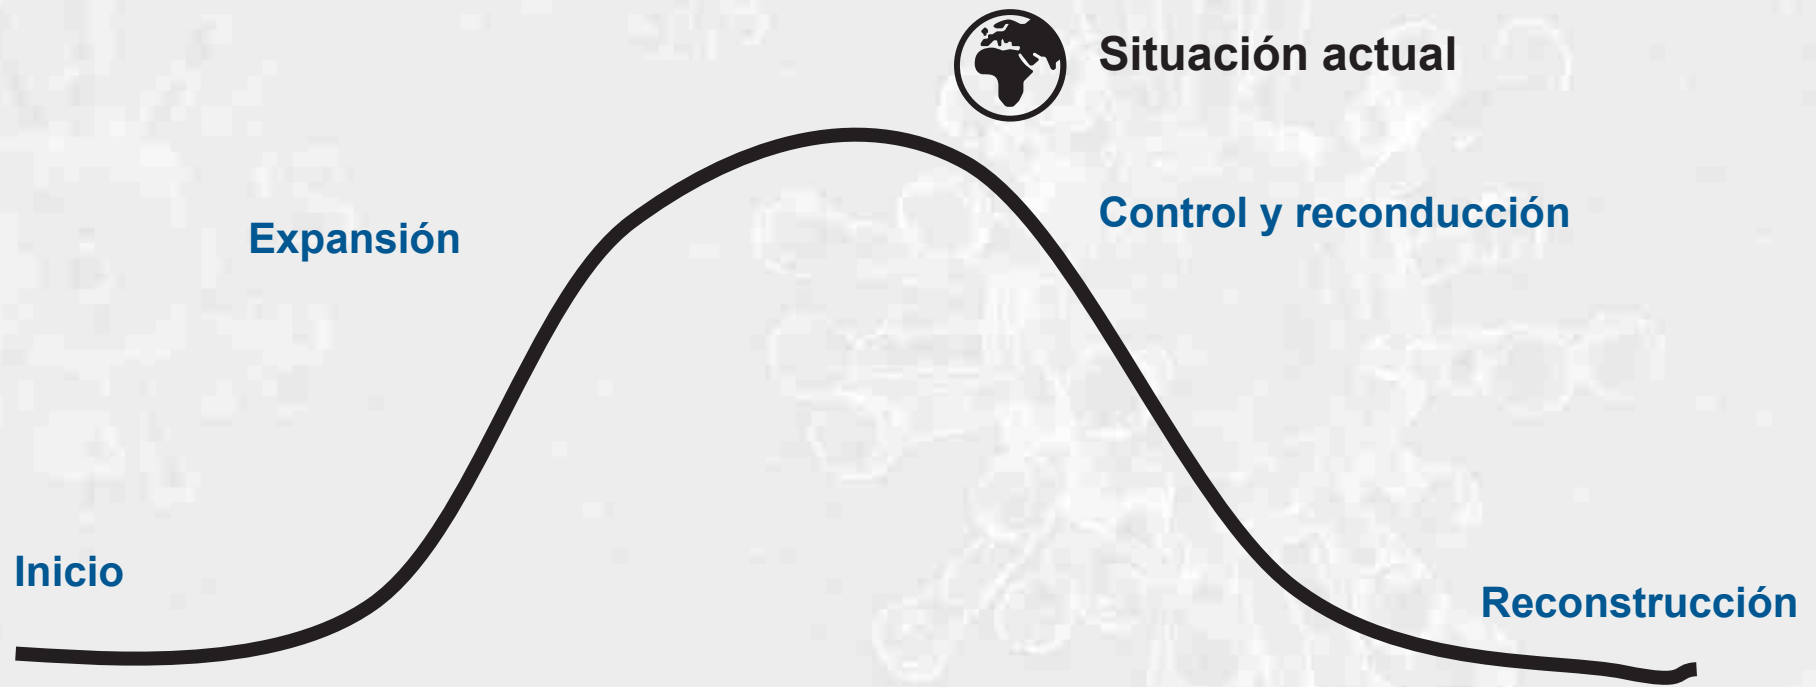 Situación actual
Control y reconducción
Expansión
Inicio
Reconstrucción